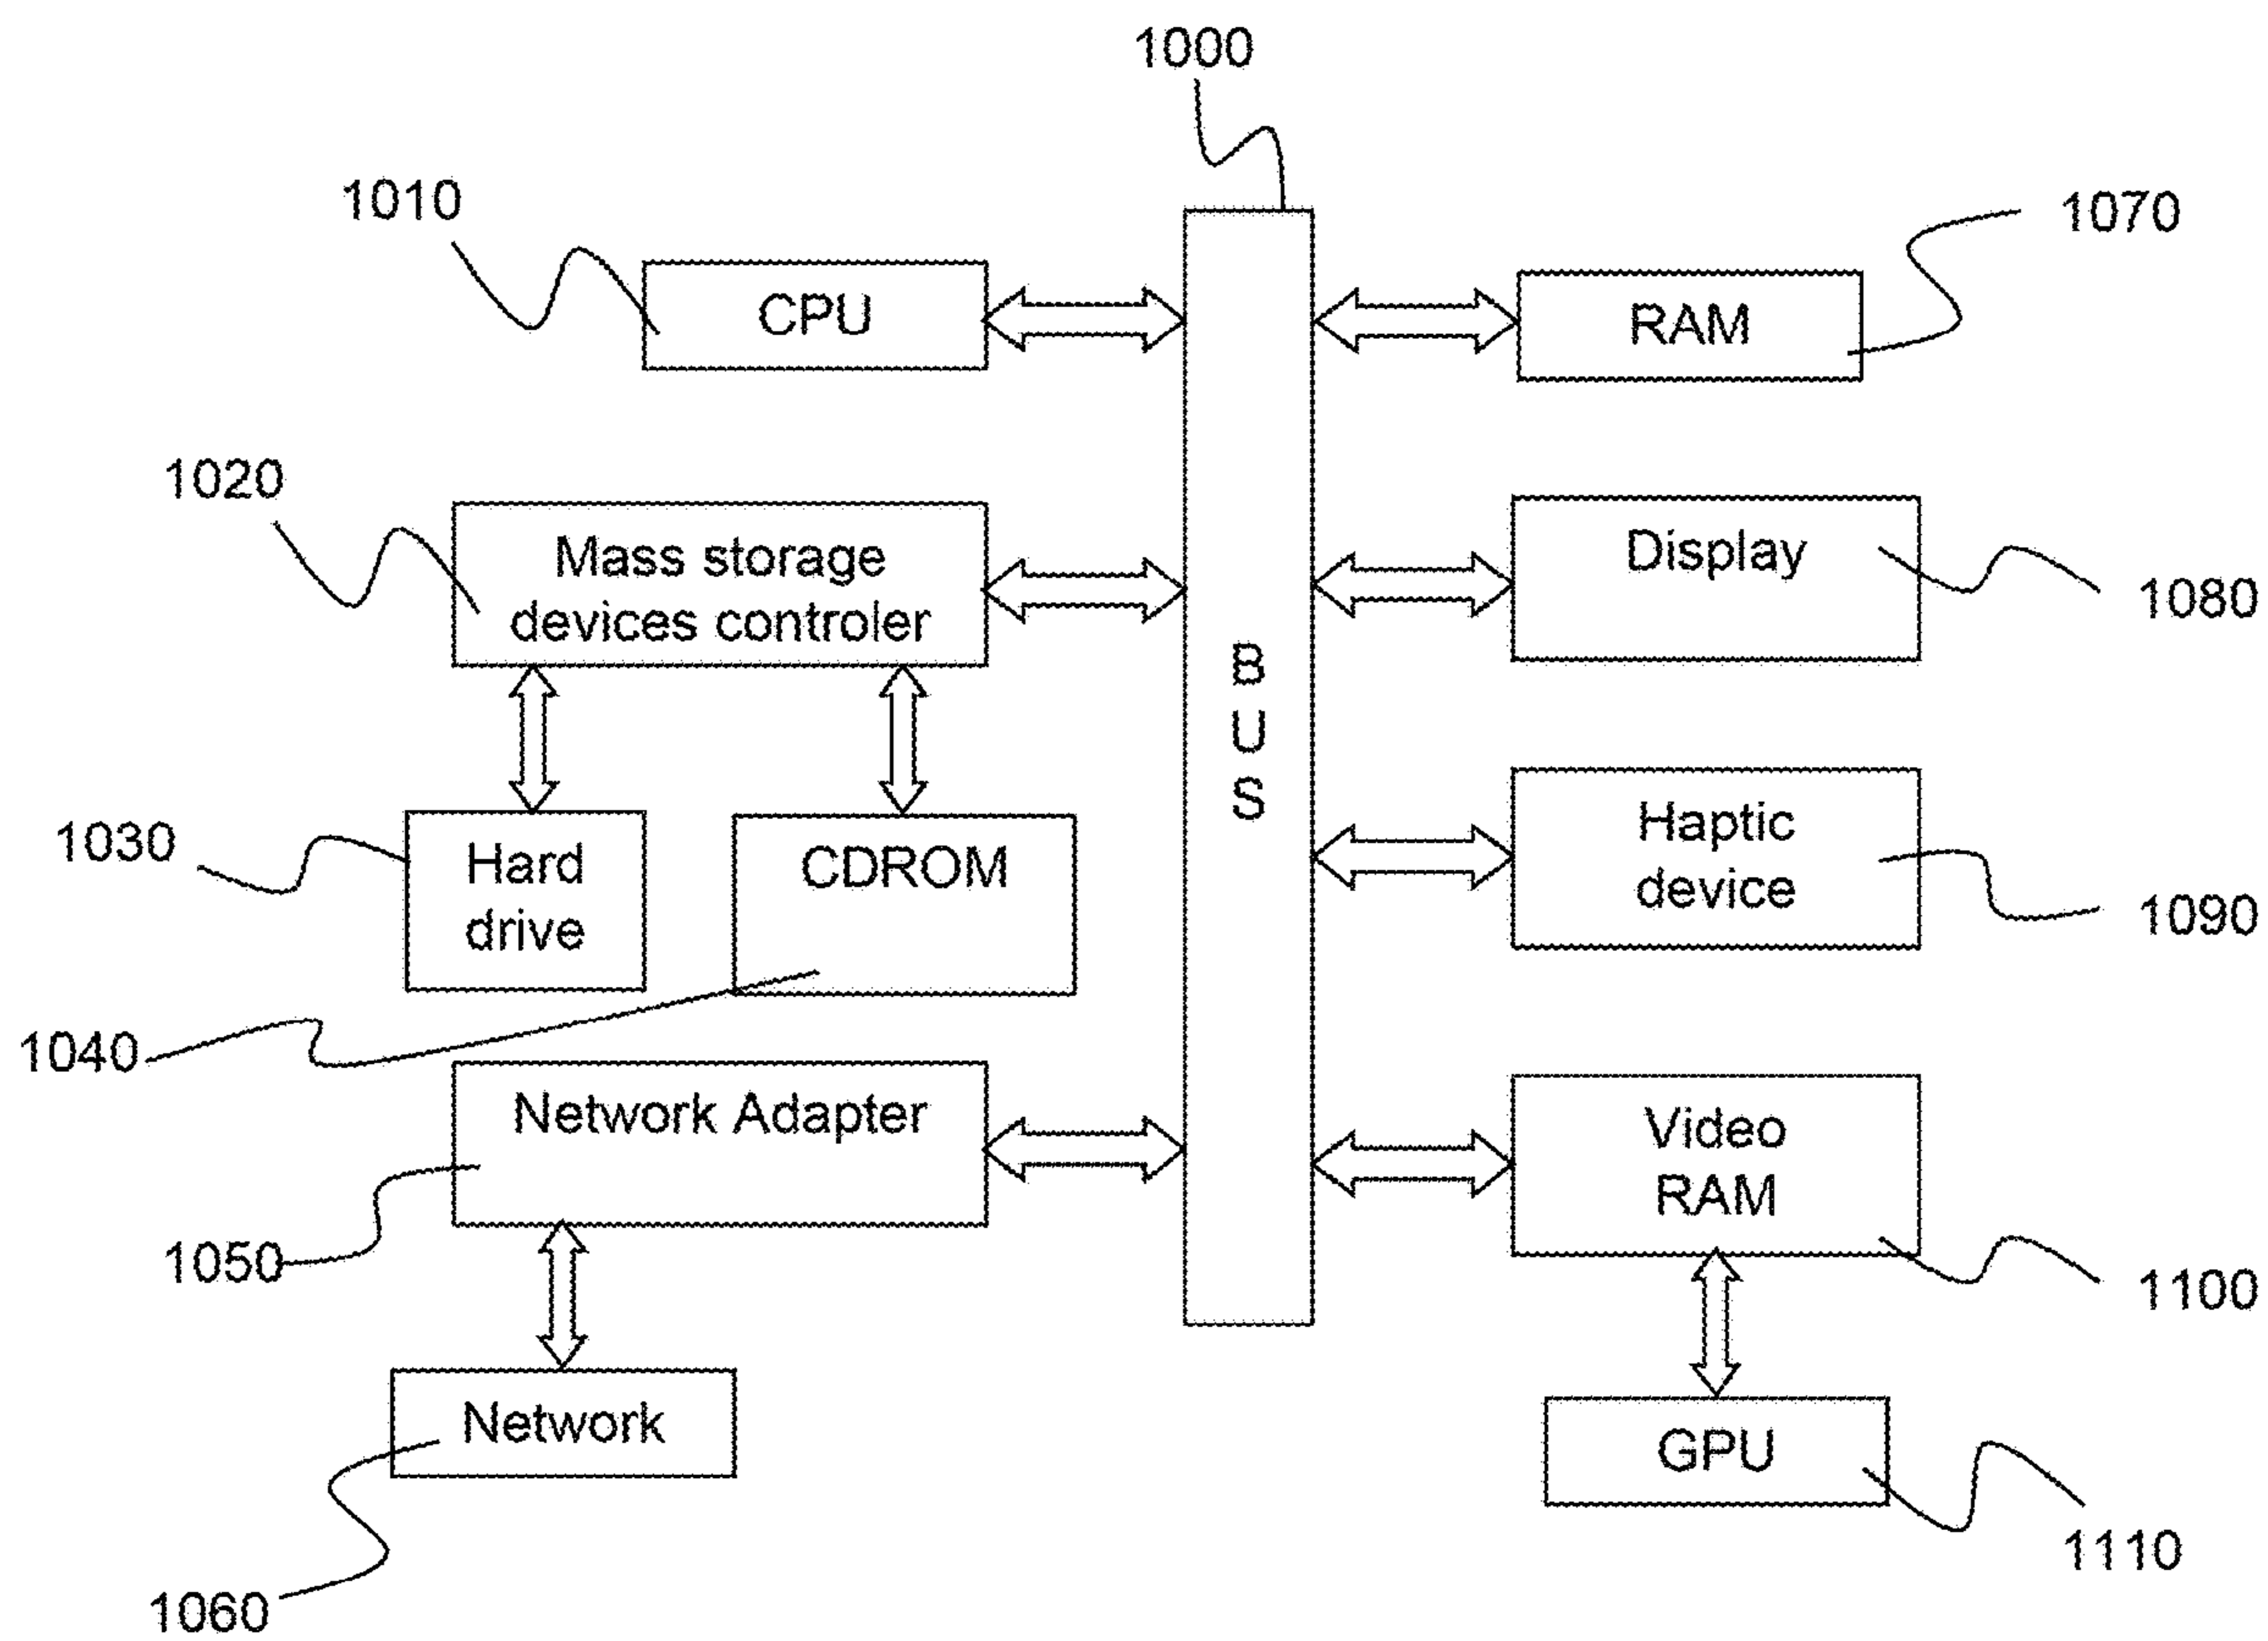 1000
1010
CPU
RAM
1070
1020
Mass storage
devices controler
Display
1080
B
U
S
1030
Hard
drive
CDROM
Haptic
device
1090
1040
Network Adapter
1050
Video
RAM
1100
Network
1060
GPU
1110